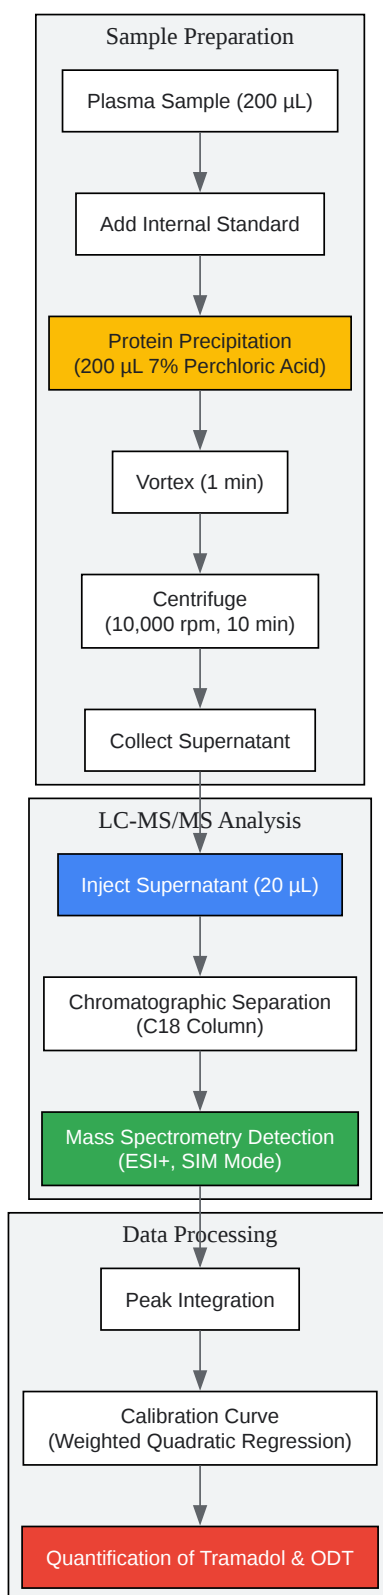 Sample Preparation
Plasma Sample (200 µL)
Add Internal Standard
Protein Precipitation
(200 µL 7% Perchloric Acid)
Vortex (1 min)
Centrifuge
(10,000 rpm, 10 min)
Collect Supernatant
LC-MS/MS Analysis
Inject Supernatant (20 µL)
Chromatographic Separation
(C18 Column)
Mass Spectrometry Detection
(ESI+, SIM Mode)
Data Processing
Peak Integration
Calibration Curve
(Weighted Quadratic Regression)
Quantification of Tramadol & ODT